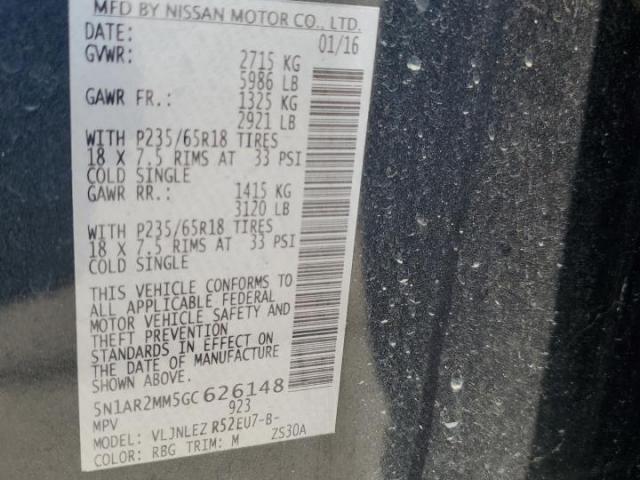 MFD BY NISSAN MOTOR CO., LTD.
DATE: 01/16
GVWR: 2715 KG
5986 LB
GAWR FR.: 1325 KG
2921 LB
WITH P235/65R18 TIRES
18 X 7.5 RIMS AT 33 PSI
COLD SINGLE
GAWR RR.: 1415 KG
3120 LB
WITH P235/65R18 TIRES
18 X 7.5 RIMS AT 33 PSI
COLD SINGLE
THIS VEHICLE CONFORMS TO
ALL APPLICABLE FEDERAL
MOTOR VEHICLE SAFETY AND
THEFT PREVENTION
STANDARDS IN EFFECT ON
THE DATE OF MANUFACTURE
SHOWN ABOVE.
5N1AR2MM5GC626148
MPV 923
MODEL: VLJNLEZ R52EU7-B-
COLOR: RBG TRIM: M ZS30A